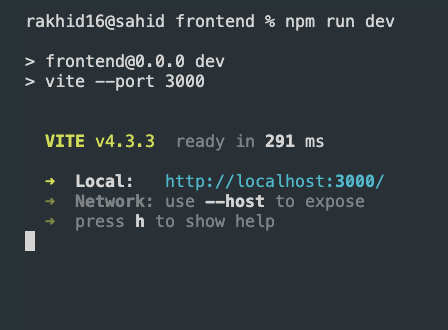 rakhid16@sahid frontend % npm run dev
> frontend@0.0.0 dev
> vite --port 3000
VITE v4.3.3 ready in 291 ms
➜ Local: http://localhost:3000/
➜ Network: use --host to expose
➜ press h to show help